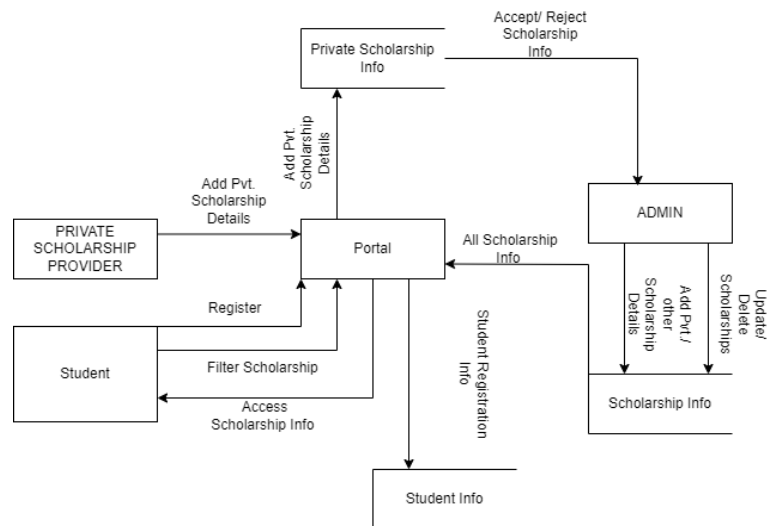 Accept/ Reject
Scholarship
Info
Private Scholarship
Info
Add Pvt.
Scholarship
Details
Add Pvt.
Scholarship
Details
ADMIN
PRIVATE
SCHOLARSHIP
PROVIDER
Portal
All Scholarship
Info
Register
Student
Filter Scholarship
Access
Scholarship Info
Student Registration
Info
Add Pvt./
other
Scholarship
Details
Update/
Delete
Scholarships
Scholarship Info
Student Info